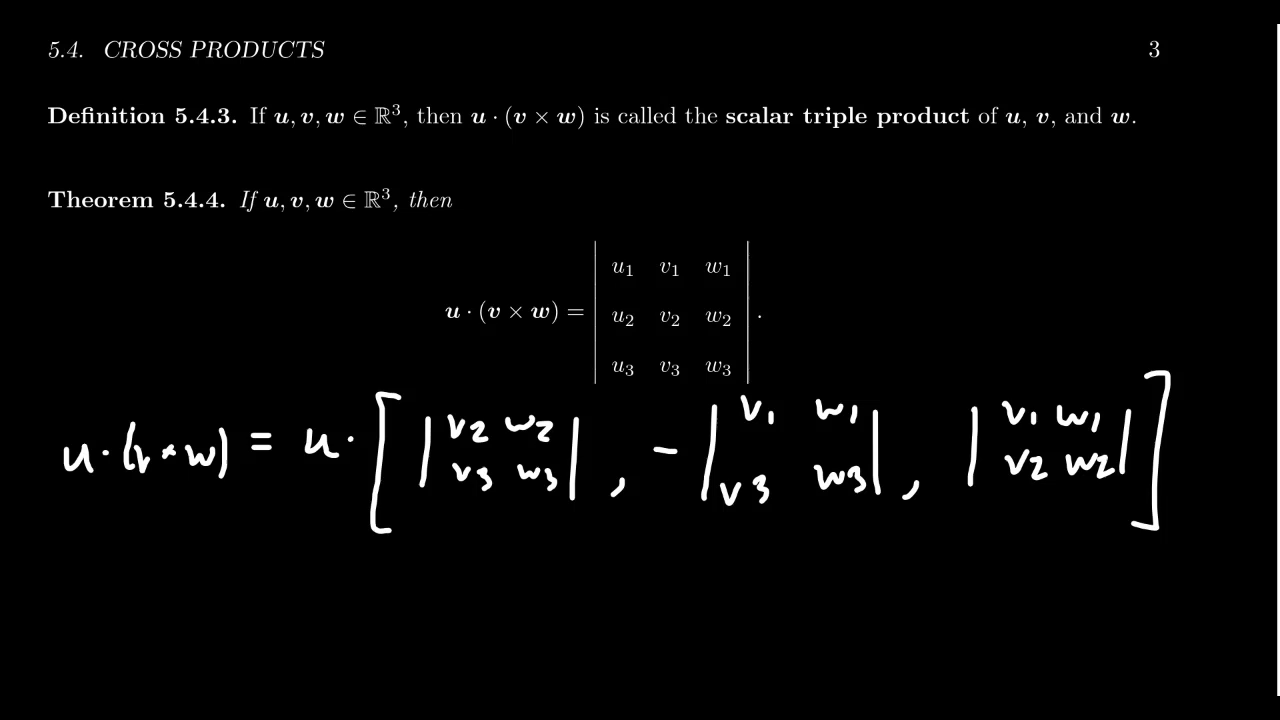 5.4. CROSS PRODUCTS 3
Definition 5.4.3. If u, v, w ∈ ℝ³, then u · (v × w) is called the scalar triple product of u, v, and w.
Theorem 5.4.4. If u, v, w ∈ ℝ³, then
u · (v × w) = | u₁ v₁ w₁ |
| u₂ v₂ w₂ | .
| u₃ v₃ w₃ |
u · (v × w) = u · [ | v₂ w₂ | , − | v₁ w₁ | , | v₁ w₁ | ]
| v₃ w₃ | | v₃ w₃ | | v₂ w₂ |